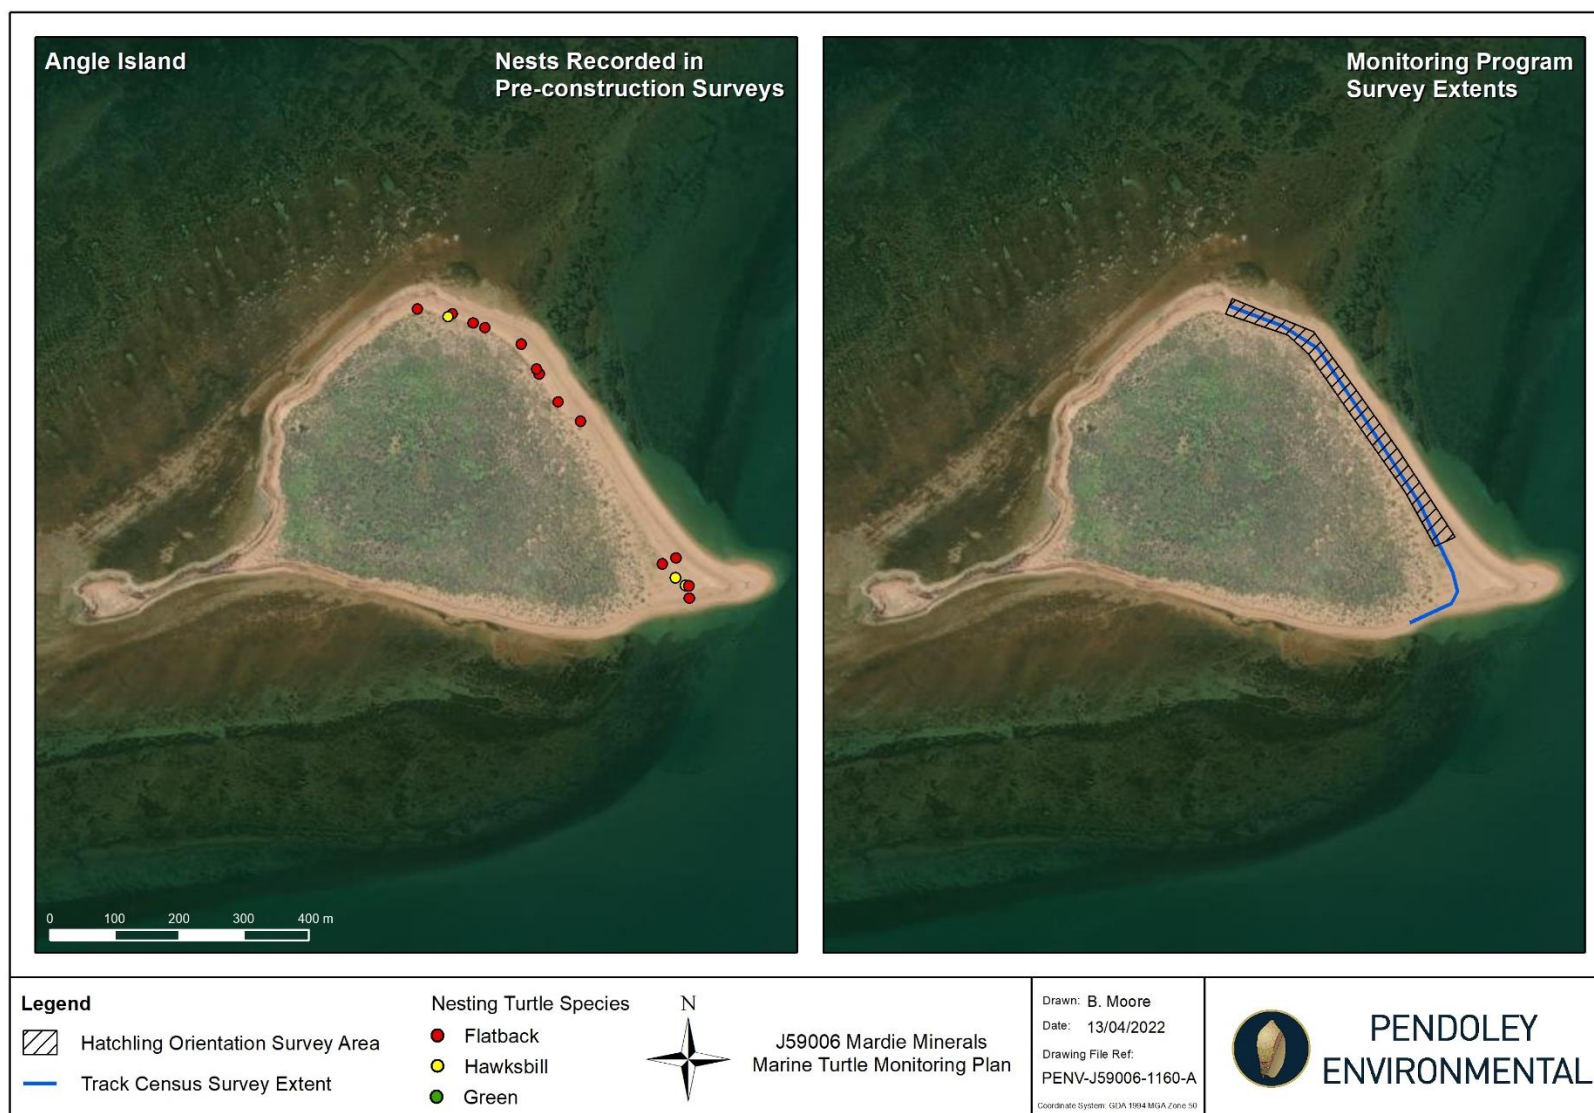 Angle Island
Nests Recorded in
Pre-construction Surveys
0 100 200 300 400 m
Monitoring Program
Survey Extents
Legend
Hatchling Orientation Survey Area
Track Census Survey Extent
Nesting Turtle Species
Flatback
Hawksbill
Green
N
J59006 Mardie Minerals
Marine Turtle Monitoring Plan
Drawn: B. Moore
Date: 13/04/2022
Drawing File Ref:
PENV-J59006-1160-A
Coordinate System: GDA 1994 MGA Zone 50
PENDOLEY
ENVIRONMENTAL